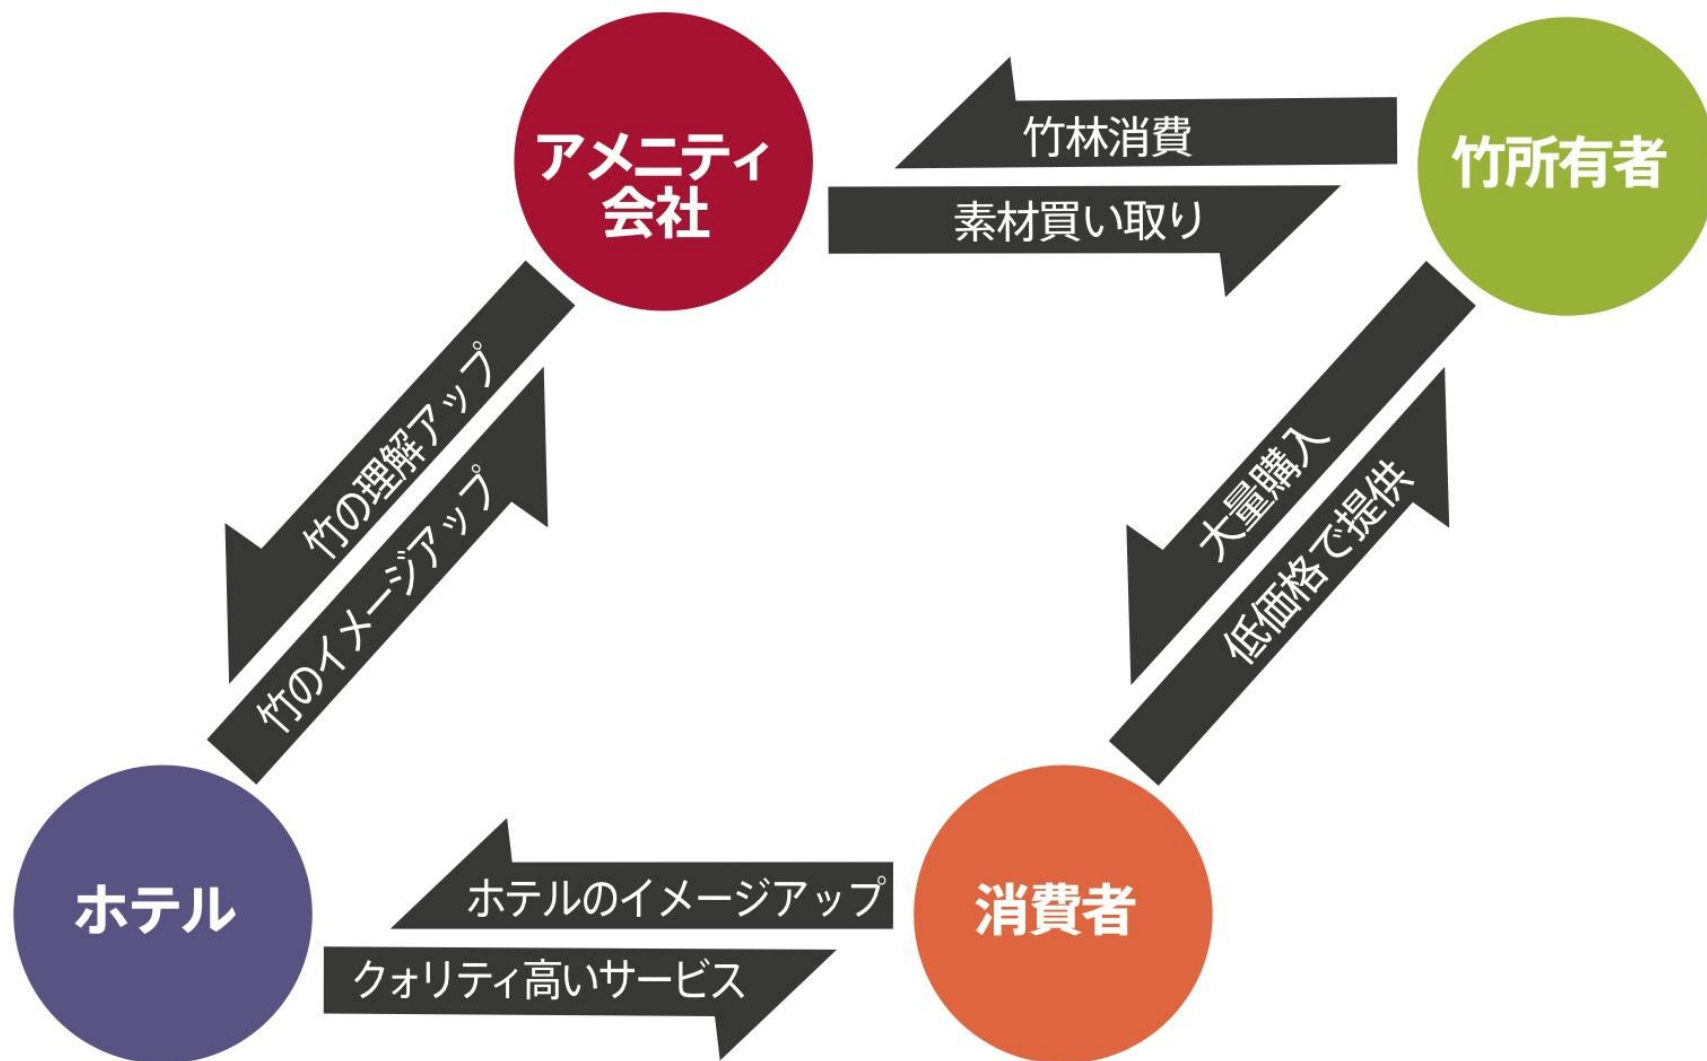 アメニティ
会社
竹林消費
素材買い取り
竹所有者
竹の理解アップ
竹のイメージアップ
大量購入
低価格で提供
ホテル
ホテルのイメージアップ
クォリティ高いサービス
消費者